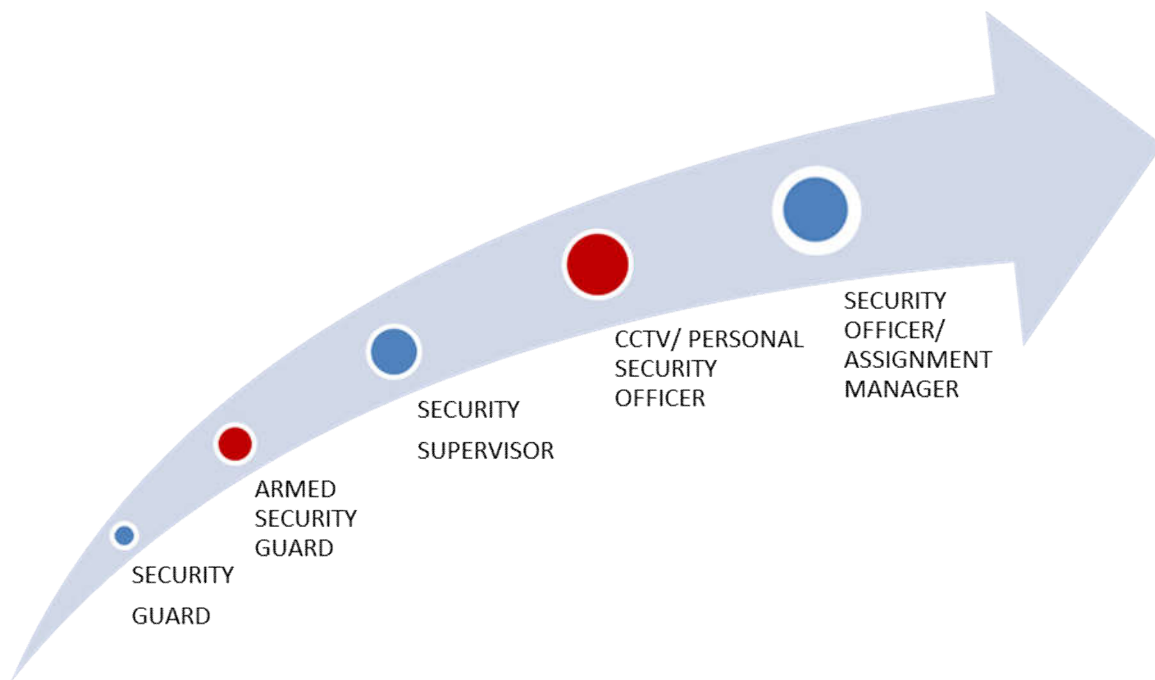 SECURITY
GUARD
ARMED
SECURITY
GUARD
SECURITY
SUPERVISOR
CCTV/ PERSONAL
SECURITY
OFFICER
SECURITY
OFFICER/
ASSIGNMENT
MANAGER